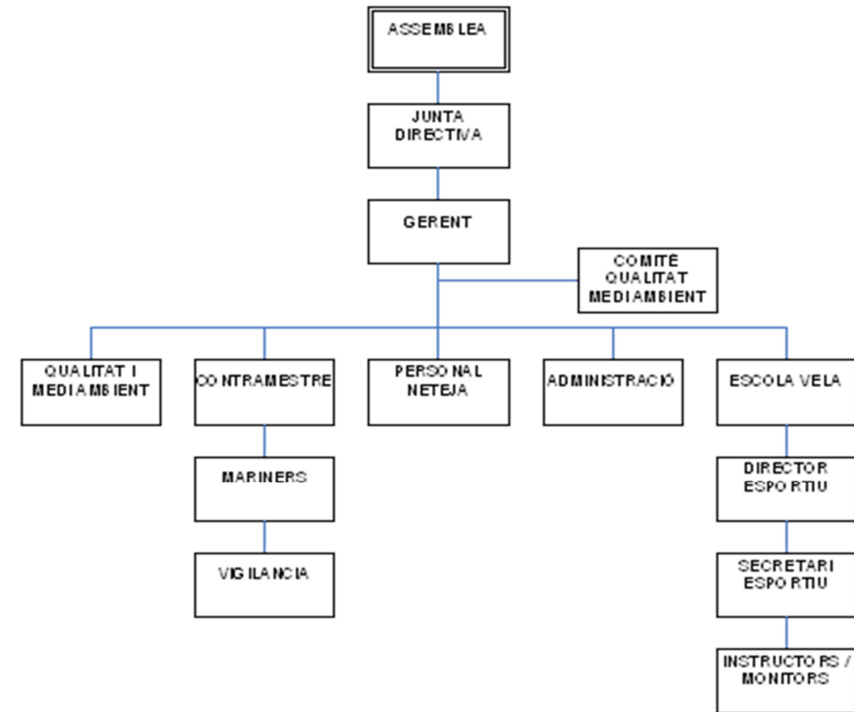 ASSEMBLEA
JUNTA
DIRECTIVA
GERENT
COMITÉ
QUALITAT
MEDIAMBIENT
QUALITAT I
MEDIAMBIENT
CONTRAMESTRE
PERSONAL
NETEJA
ADMINISTRACIÓ
ESCOLA VELA
MARINERS
DIRECTOR
ESPORTIU
VIGILANCIA
SECRETARI
ESPORTIU
INSTRUCTORS /
MONITORS